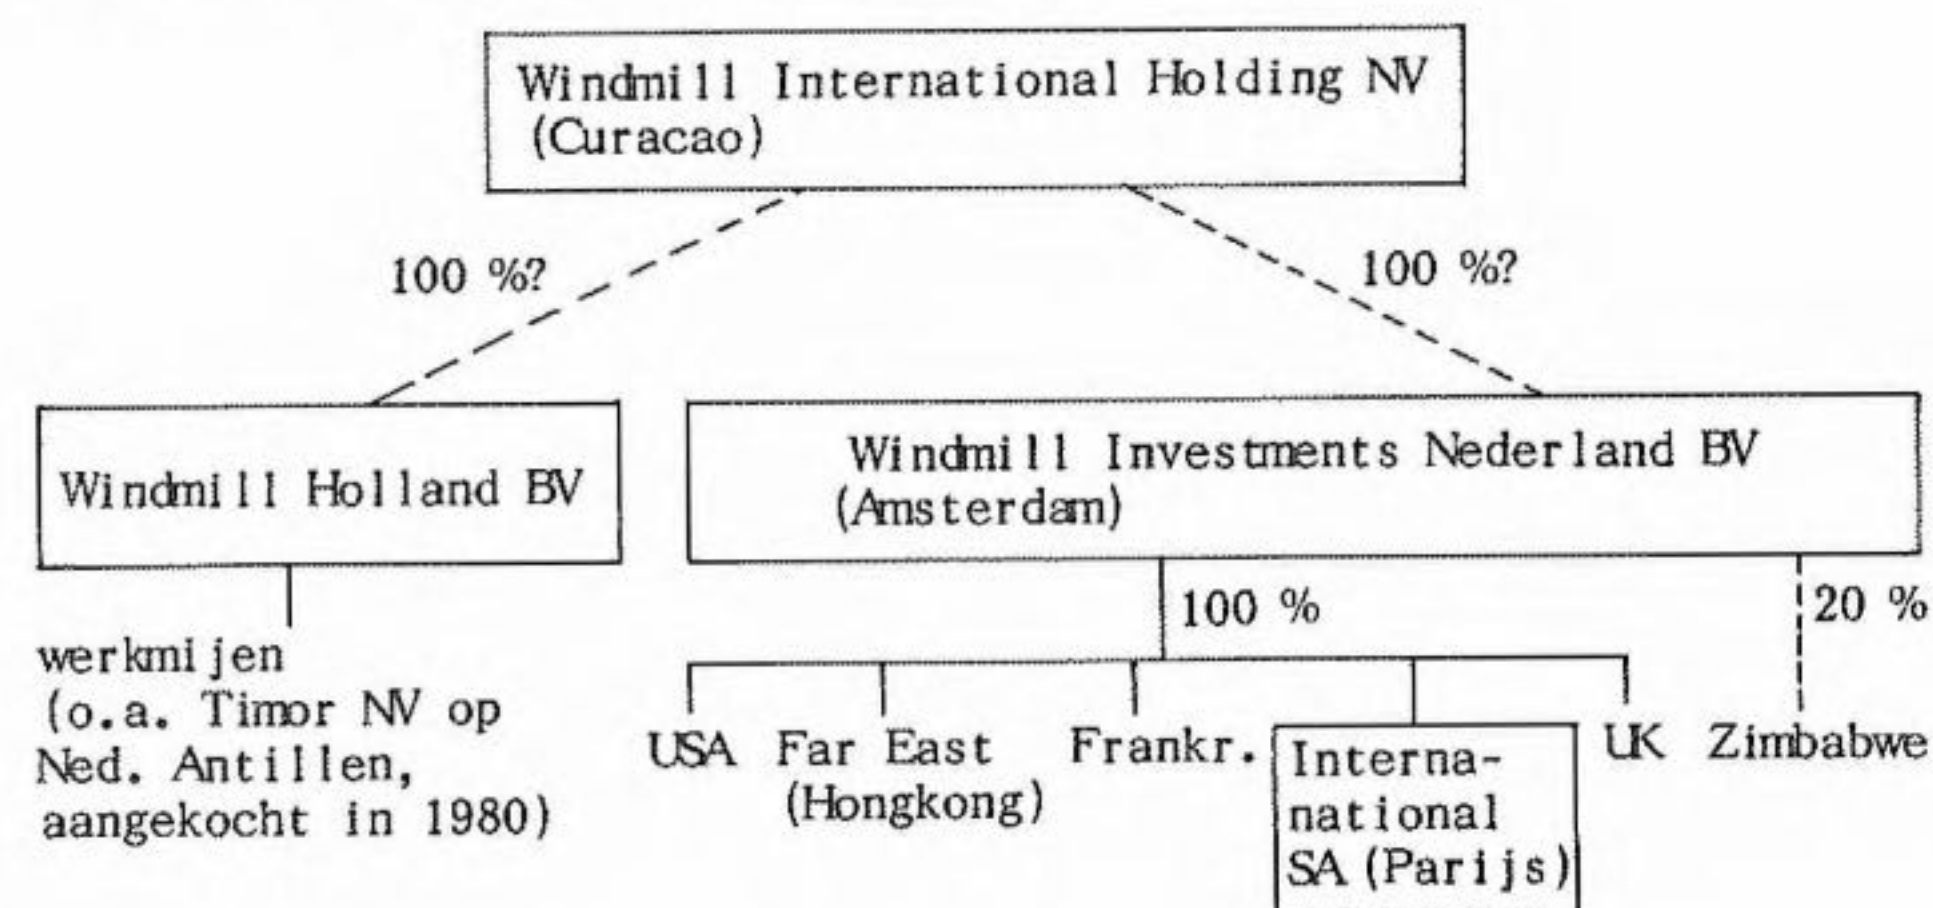 Windmill International Holding NV
(Curacao)
100 %?
100 %?
Windmill Holland BV
Windmill Investments Nederland BV
(Amsterdam)
100 %
20 %
werkmijen
(o.a. Timor NV op
Ned. Antillen,
aangekocht in 1980)
USA
Far East
(Hongkong)
Frankr.
Interna-
national
SA (Parijs)
UK
Zimbabwe